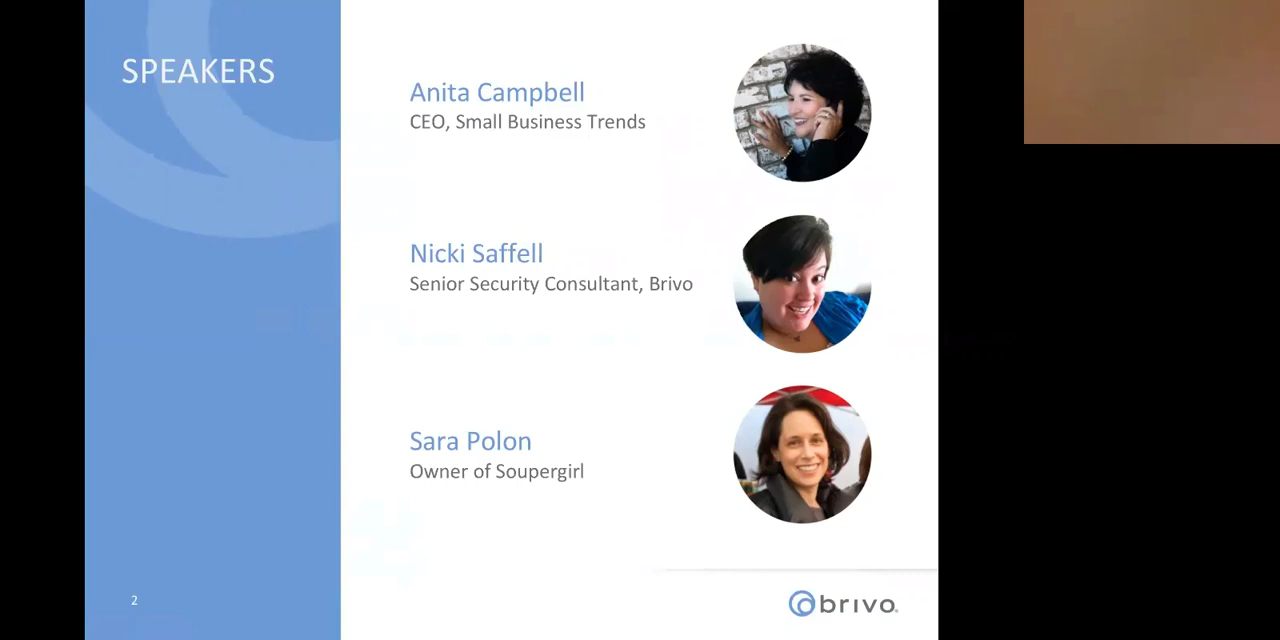 SPEAKERS
Anita Campbell
CEO, Small Business Trends
Nicki Saffell
Senior Security Consultant, Brivo
Sara Polon
Owner of Soupergirl
2
brivo